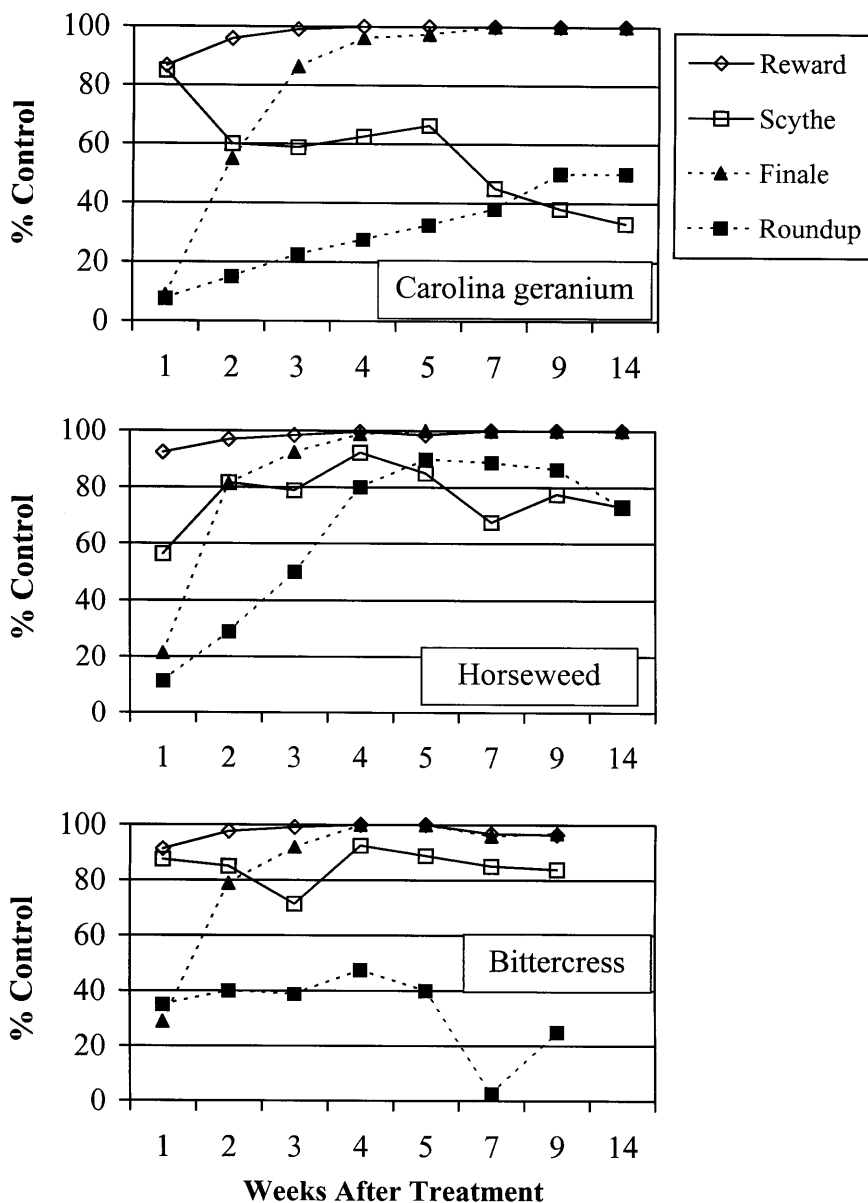 100
80
60
40
20
0
% Control
Carolina geranium
1 2 3 4 5 7 9 14
Reward
Scythe
Finale
Roundup
100
80
60
40
20
0
% Control
Horseweed
1 2 3 4 5 7 9 14
100
80
60
40
20
0
% Control
Bittercress
1 2 3 4 5 7 9 14
Weeks After Treatment